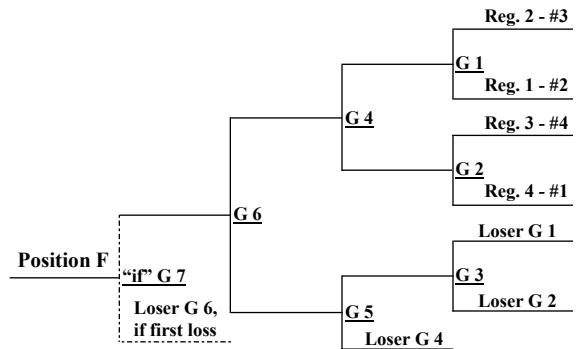 Reg. 2 - #3
G 1
Reg. 1 - #2
G 4
Reg. 3 - #4
G 2
Reg. 4 - #1
G 6
Loser G 1
Position F
“if” G 7
G 3
Loser G 6,
if first loss
G 5
Loser G 2
Loser G 4